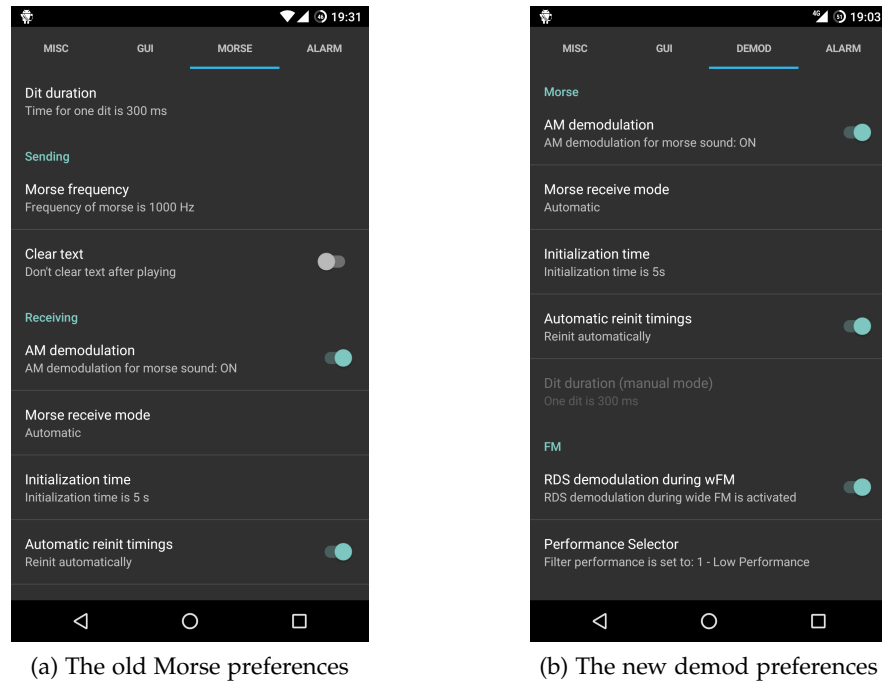 46 19:31
MISC GUI MORSE ALARM
Dit duration
Time for one dit is 300 ms
Sending
Morse frequency
Frequency of morse is 1000 Hz
Clear text
Don't clear text after playing
Receiving
AM demodulation
AM demodulation for morse sound: ON
Morse receive mode
Automatic
Initialization time
Initialization time is 5 s
Automatic reinit timings
Reinit automatically
(a) The old Morse preferences
4G 51 19:03
MISC GUI DEMOD ALARM
Morse
AM demodulation
AM demodulation for morse sound: ON
Morse receive mode
Automatic
Initialization time
Initialization time is 5s
Automatic reinit timings
Reinit automatically
Dit duration (manual mode)
One dit is 300 ms
FM
RDS demodulation during wFM
RDS demodulation during wide FM is activated
Performance Selector
Filter performance is set to: 1 - Low Performance
(b) The new demod preferences